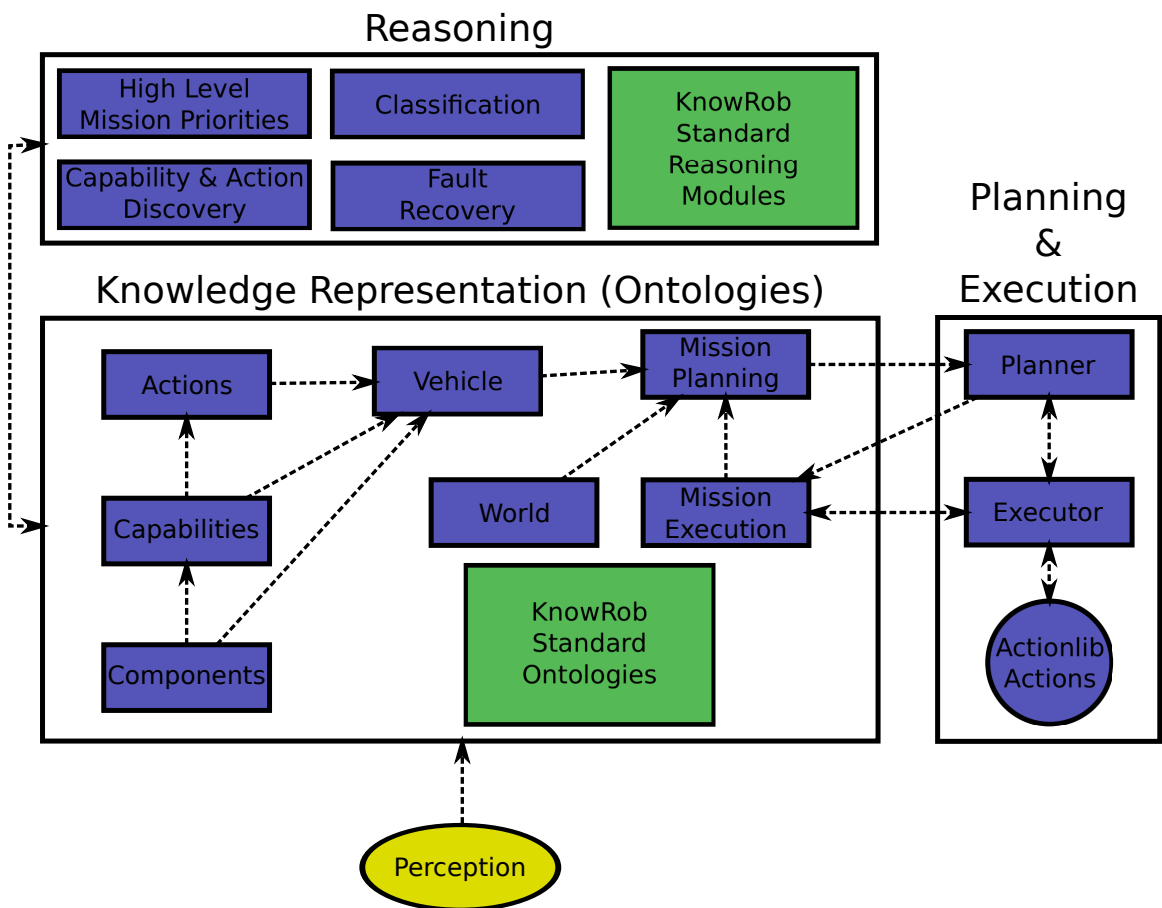 Reasoning
High Level
Mission Priorities
Classification
KnowRob
Standard
Reasoning
Modules
Capability & Action
Discovery
Fault
Recovery
Planning
&
Execution
Knowledge Representation (Ontologies)
Actions
Vehicle
Mission
Planning
Planner
Capabilities
World
Mission
Execution
Executor
KnowRob
Standard
Ontologies
Components
Actionlib
Actions
Perception